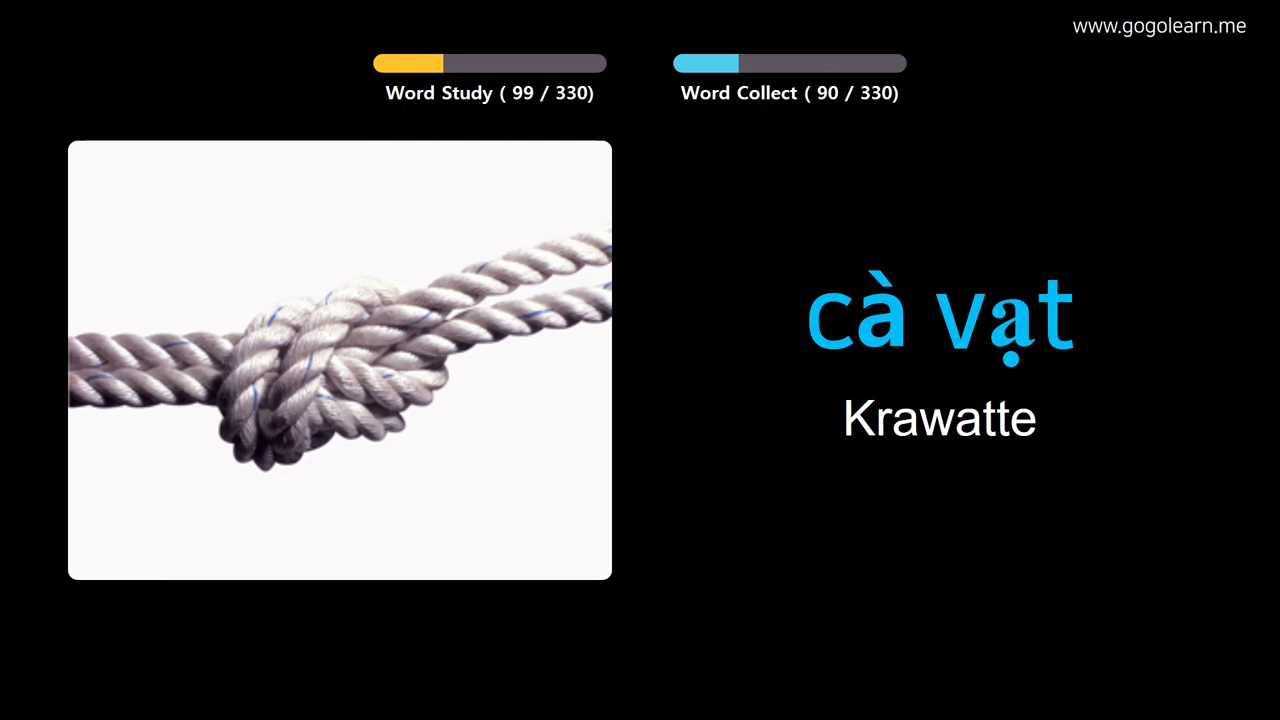 www.gogolearn.me
Word Study ( 99 / 330)
Word Collect ( 90 / 330)
cà vạt
Krawatte